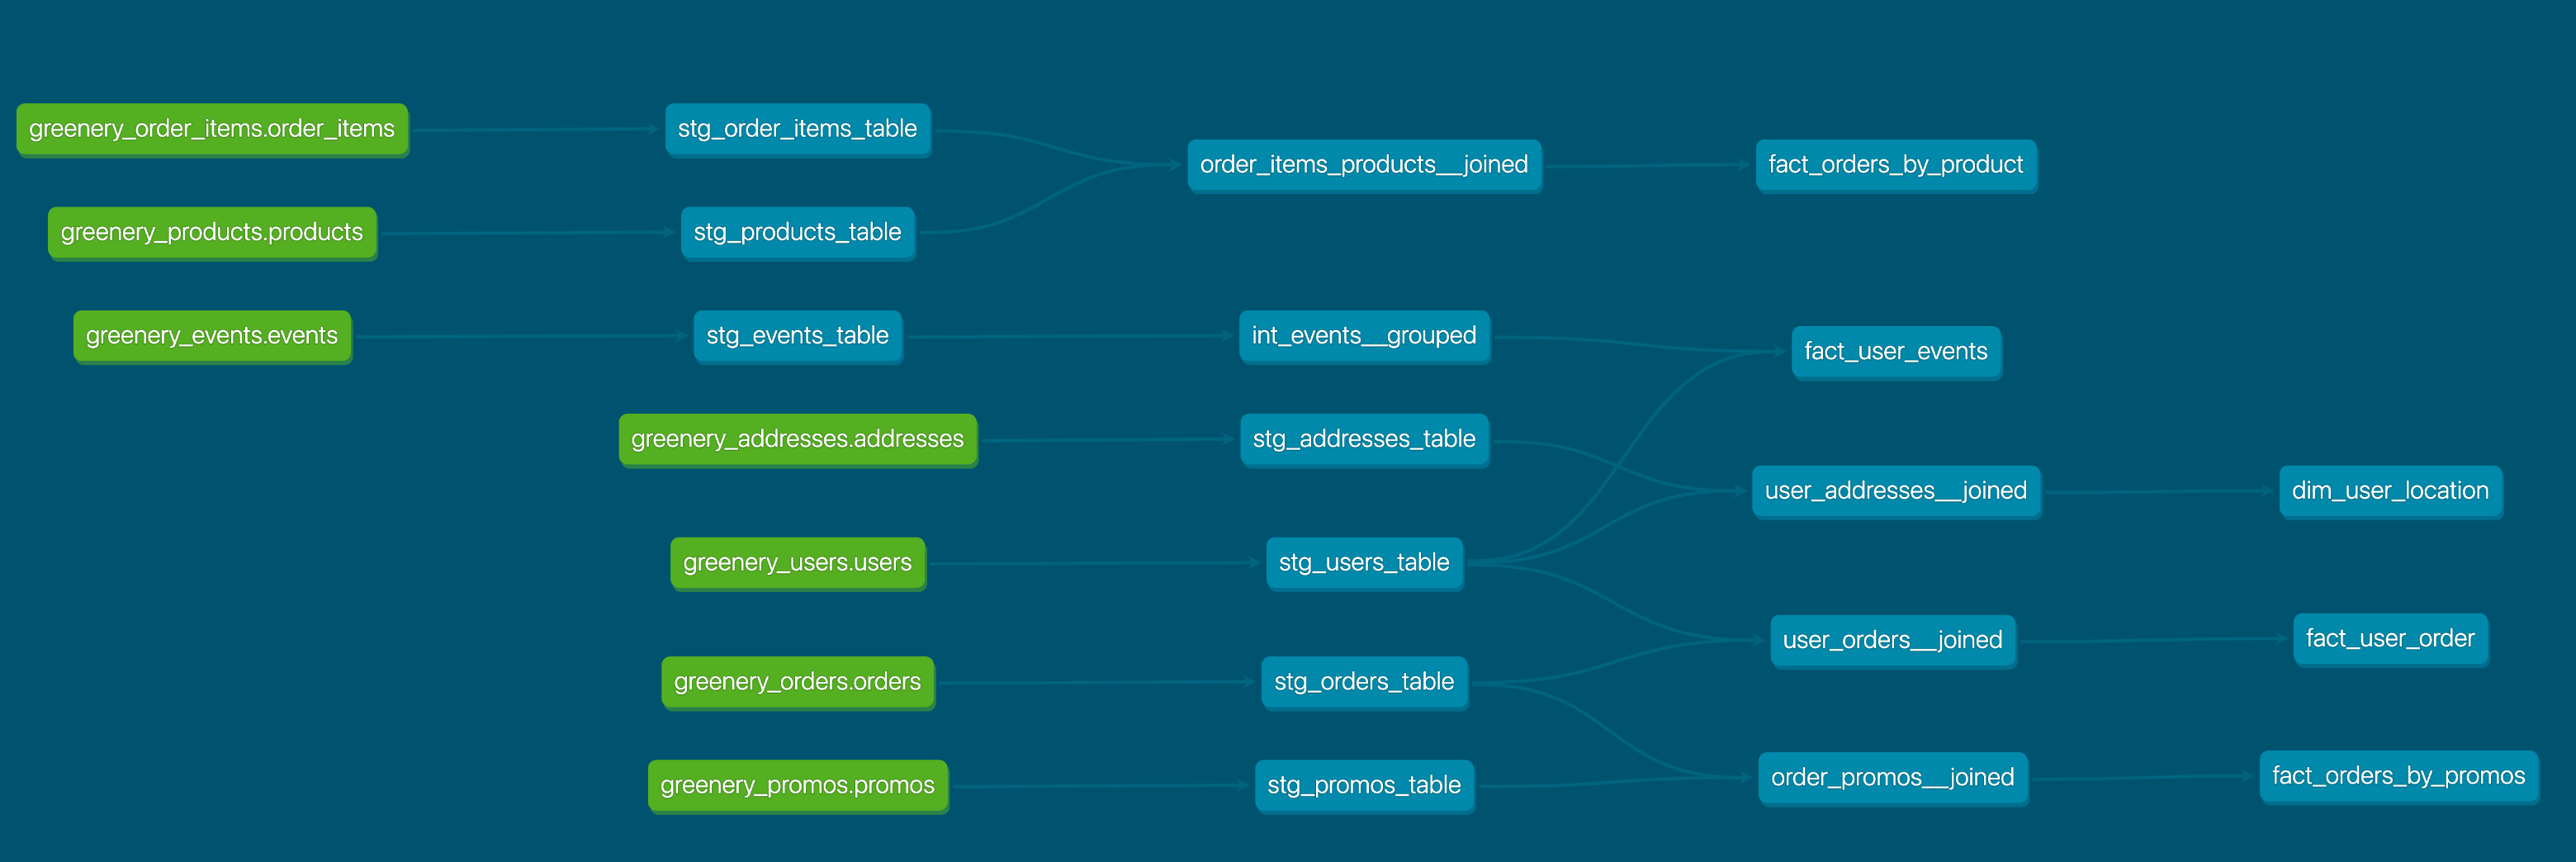 greenery_order_items.order_items
stg_order_items_table
order_items_products__joined
fact_orders_by_product
greenery_products.products
stg_products_table
greenery_events.events
stg_events_table
int_events__grouped
fact_user_events
greenery_addresses.addresses
stg_addresses_table
user_addresses__joined
dim_user_location
greenery_users.users
stg_users_table
user_orders__joined
fact_user_order
greenery_orders.orders
stg_orders_table
greenery_promos.promos
stg_promos_table
order_promos__joined
fact_orders_by_promos